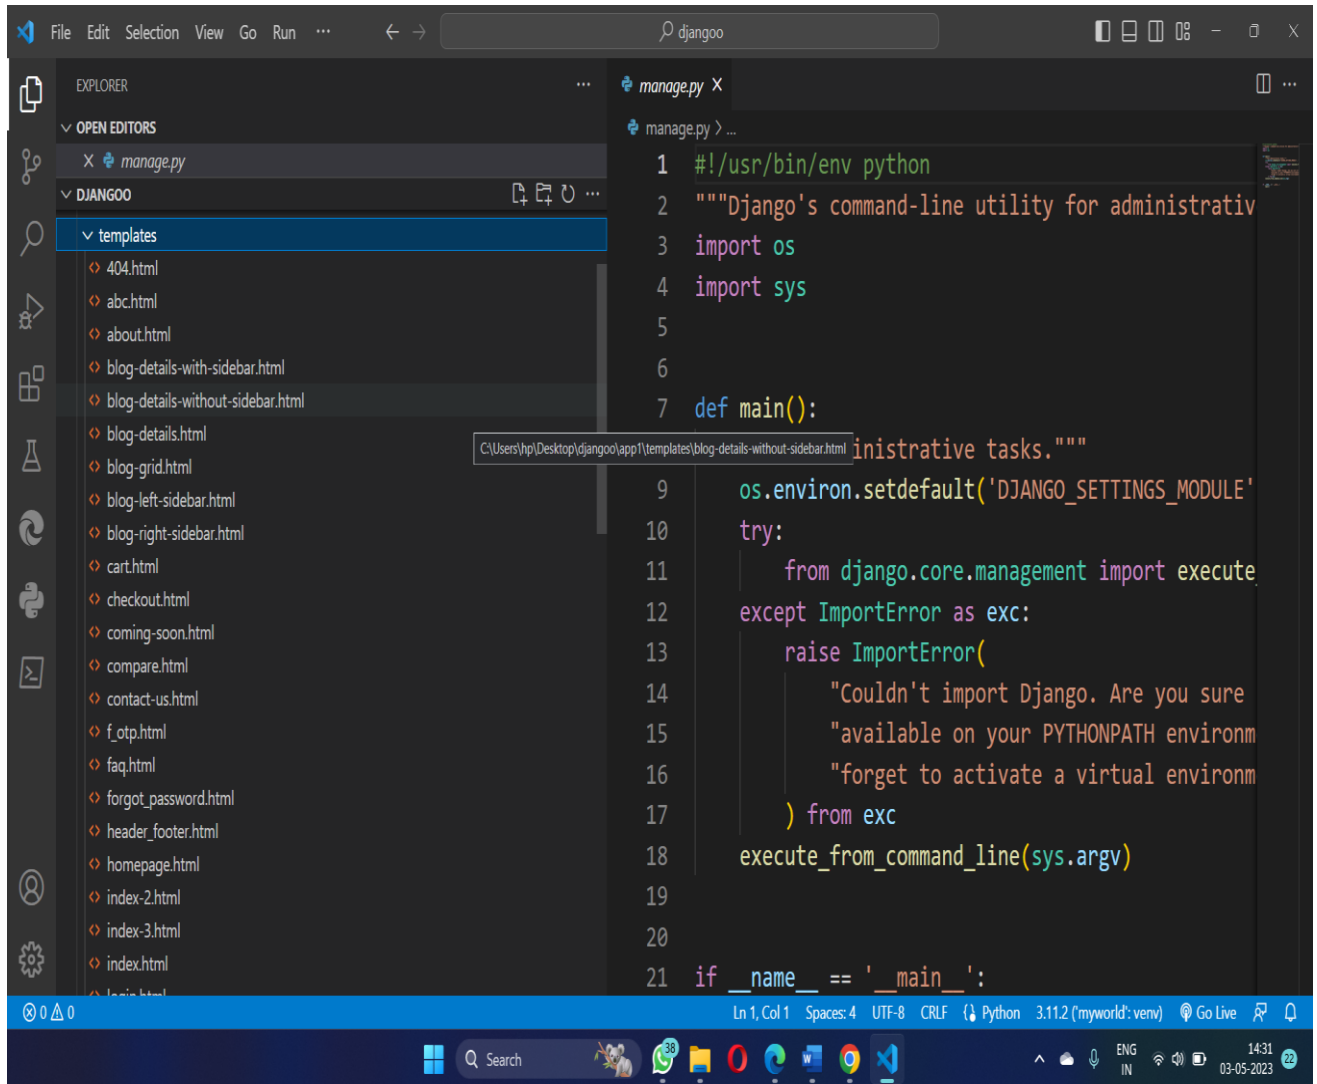 File Edit Selection View Go Run ··· djangoo
EXPLORER
OPEN EDITORS
manage.py
DJANGOO
templates
404.html
abc.html
about.html
blog-details-with-sidebar.html
blog-details-without-sidebar.html
blog-details.html
blog-grid.html
blog-left-sidebar.html
blog-right-sidebar.html
cart.html
checkout.html
coming-soon.html
compare.html
contact-us.html
f_otp.html
faq.html
forgot_password.html
header_footer.html
homepage.html
index-2.html
index-3.html
index.html
login.html
manage.py
manage.py > ...
1 #!/usr/bin/env python
2 """Django's command-line utility for administrativ
3 import os
4 import sys
5
6
7 def main():
C:\Users\hp\Desktop\djangoo\app1\templates\blog-details-without-sidebar.html inistrative tasks."""
9 os.environ.setdefault('DJANGO_SETTINGS_MODULE'
10 try:
11 from django.core.management import execute_
12 except ImportError as exc:
13 raise ImportError(
14 "Couldn't import Django. Are you sure
15 "available on your PYTHONPATH environm
16 "forget to activate a virtual environm
17 ) from exc
18 execute_from_command_line(sys.argv)
19
20
21 if __name__ == '__main__':
0 0 Ln 1, Col 1 Spaces: 4 UTF-8 CRLF Python 3.11.2 ('myworld': venv) Go Live
Search 38 ENG IN 14:31 03-05-2023 22